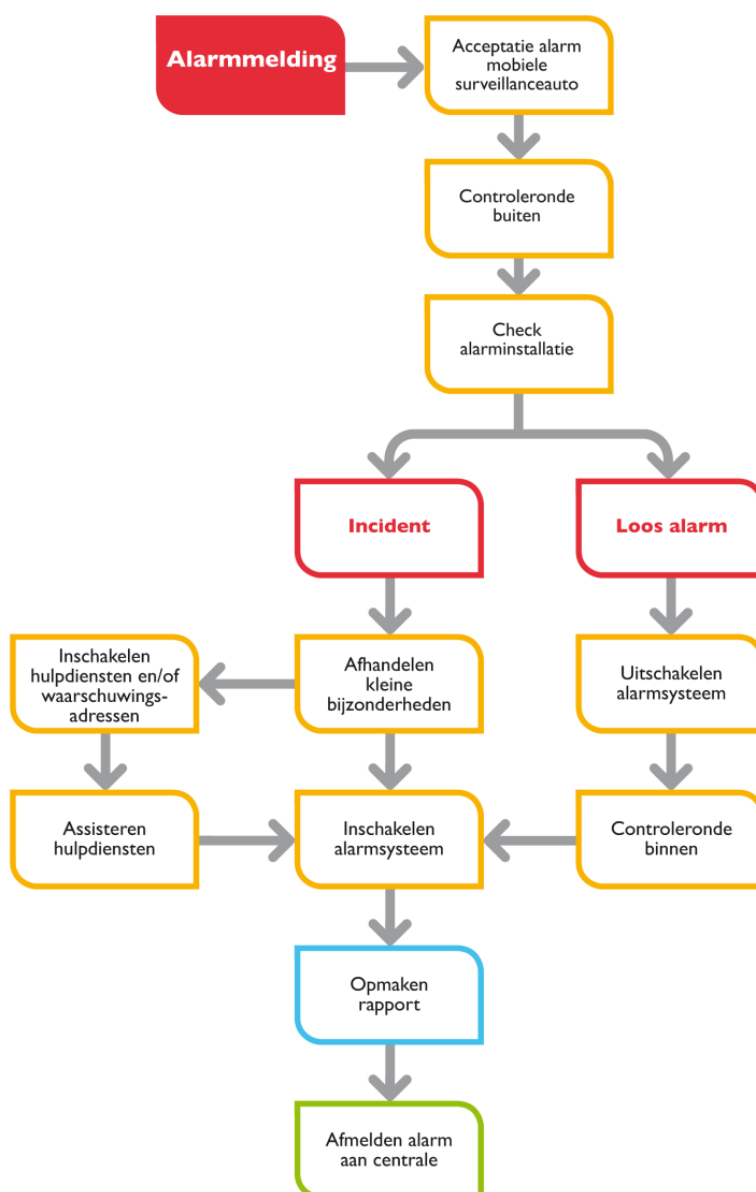 Alarmmelding
Acceptatie alarm
mobiele
surveillanceauto
Controleronde
buiten
Check
alarminstallatie
Incident
Loos alarm
Inschakelen
hulpdiensten en/of
waarschuwings-
adressen
Afhandelen
kleine
bijzonderheden
Uitschakelen
alarmsysteem
Assisteren
hulpdiensten
Inschakelen
alarmsysteem
Controleronde
binnen
Opmaken
rapport
Afmelden alarm
aan centrale